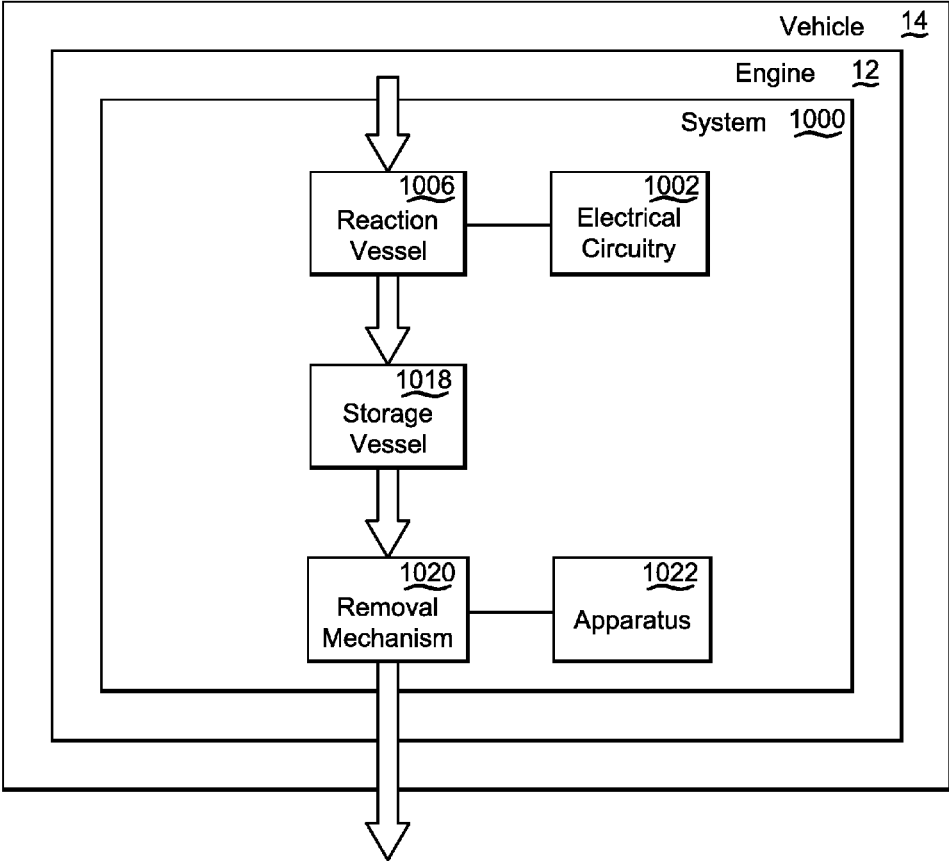 Vehicle 14
Engine 12
System 1000
1006
Reaction
Vessel
1002
Electrical
Circuitry
1018
Storage
Vessel
1020
Removal
Mechanism
1022
Apparatus